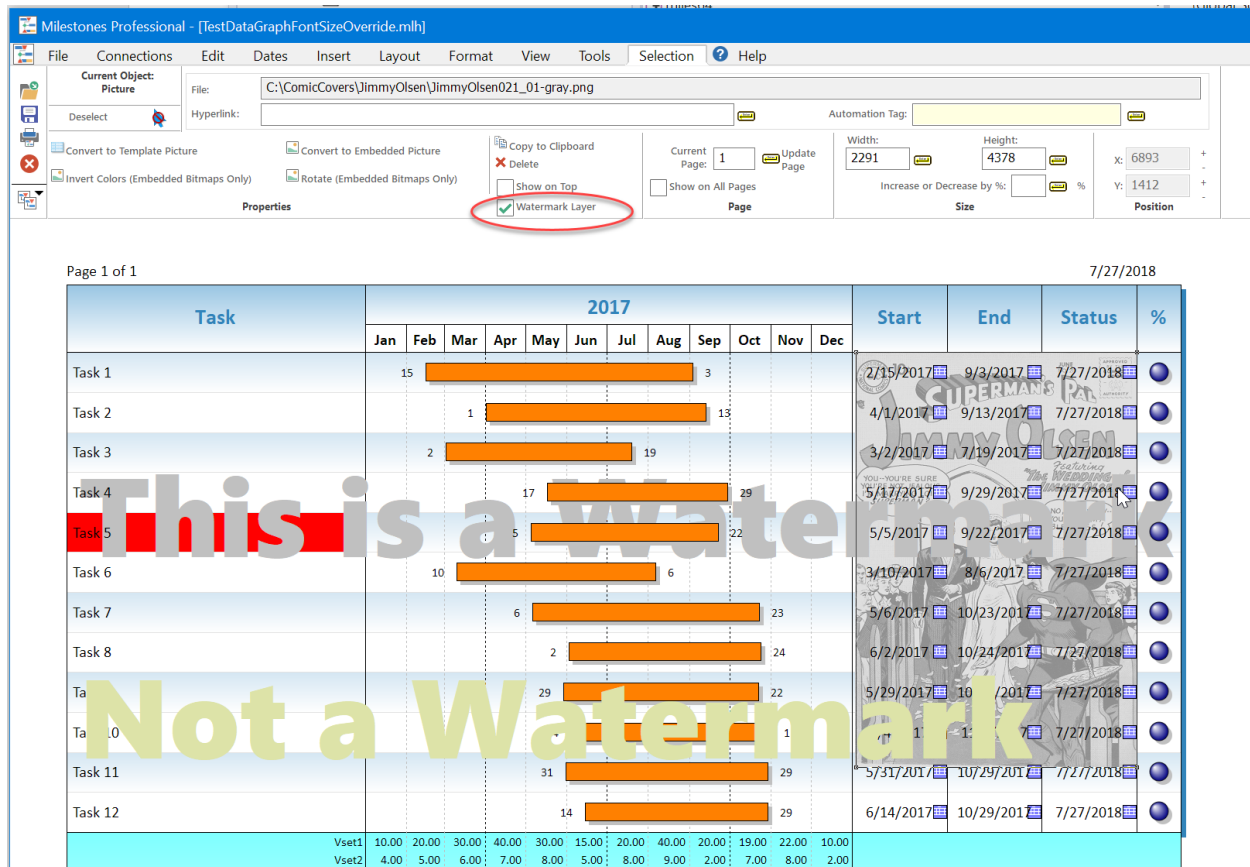 Milestones Professional - [TestDataGraphFontSizeOverride.mlh]
File Connections Edit Dates Insert Layout Format View Tools Selection Help
Current Object:
Picture
File: C:\ComicCovers\JimmyOlsen\JimmyOlsen021_01-gray.png
Deselect Hyperlink: Automation Tag:
Convert to Template Picture Convert to Embedded Picture
Invert Colors (Embedded Bitmaps Only) Rotate (Embedded Bitmaps Only)
Properties
Copy to Clipboard
Delete
Show on Top
Watermark Layer
Current Page: 1 Update Page
Show on All Pages
Page
Width: Height:
2291 4378
Increase or Decrease by %: %
Size
X: 6893 + -
Y: 1412 + -
Position
Page 1 of 1 7/27/2018
Task 2017 Start End Status %
Jan Feb Mar Apr May Jun Jul Aug Sep Oct Nov Dec
Task 1 15 3 2/15/2017 9/3/2017 7/27/2018
Task 2 1 13 4/1/2017 9/13/2017 7/27/2018
Task 3 2 19 3/2/2017 7/19/2017 7/27/2018
Task 4 17 29 5/17/2017 9/29/2017 7/27/2018
Task 5 5 22 5/5/2017 9/22/2017 7/27/2018
Task 6 10 6 3/10/2017 8/6/2017 7/27/2018
Task 7 6 23 5/6/2017 10/23/2017 7/27/2018
Task 8 2 24 6/2/2017 10/24/2017 7/27/2018
29 22 5/29/2017 7/27/2018
7/27/2018
Task 11 31 29 5/31/2017 10/29/2017 7/27/2018
Task 12 14 29 6/14/2017 10/29/2017 7/27/2018
This is a Watermark
Not a Watermark
SUPERMAN'S PAL
JIMMY OLSEN
Featuring
"The WEDDING
YOU--YOU'RE SURE
Vset1 10.00 20.00 30.00 40.00 30.00 15.00 20.00 40.00 20.00 19.00 22.00 10.00
Vset2 4.00 5.00 6.00 7.00 8.00 5.00 8.00 9.00 2.00 7.00 8.00 2.00